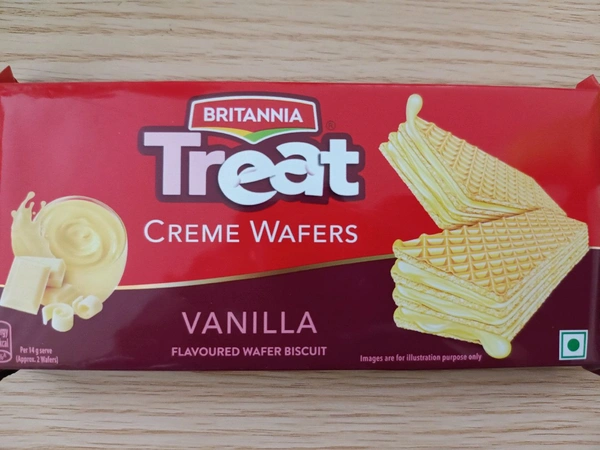 BRITANNIA
Treat
®
CREME WAFERS
VANILLA
FLAVOURED WAFER BISCUIT
Per 14 g serve
(Approx. 2 Wafers)
Images are for illustration purpose only